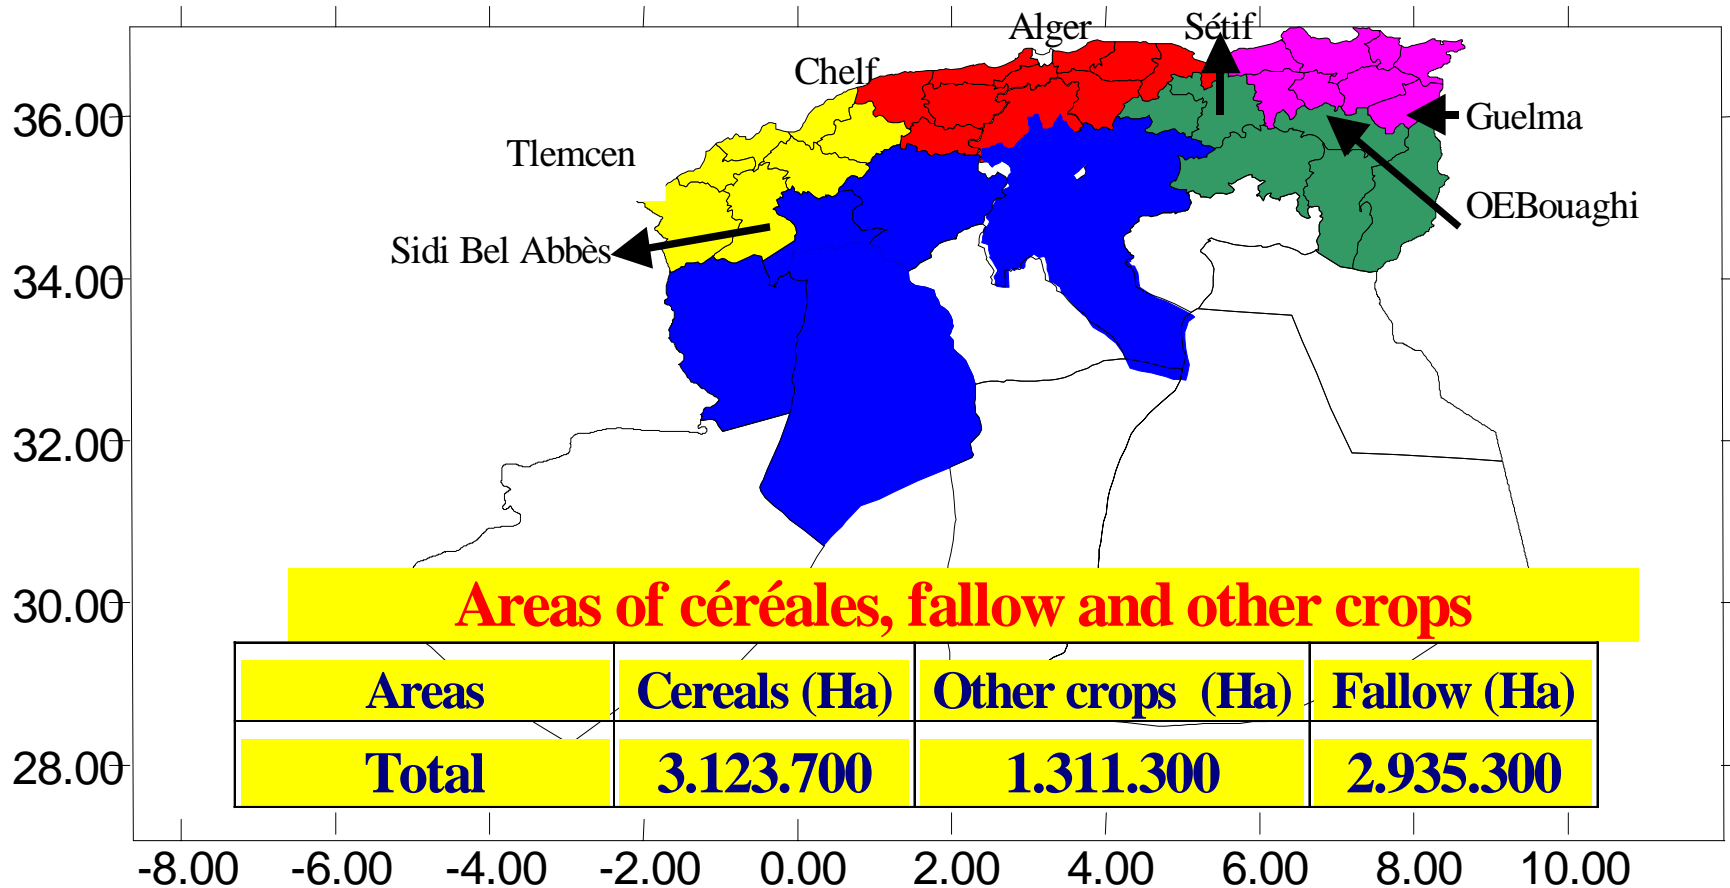 Alger
Sétif
Chelf
36.00
Guelma
Tlemcen
OEBouaghi
Sidi Bel Abbès
34.00
32.00
30.00
Areas of céréales, fallow and other crops
Areas Cereals (Ha) Other crops (Ha) Fallow (Ha)
28.00
Total 3.123.700 1.311.300 2.935.300
-8.00 -6.00 -4.00 -2.00 0.00 2.00 4.00 6.00 8.00 10.00